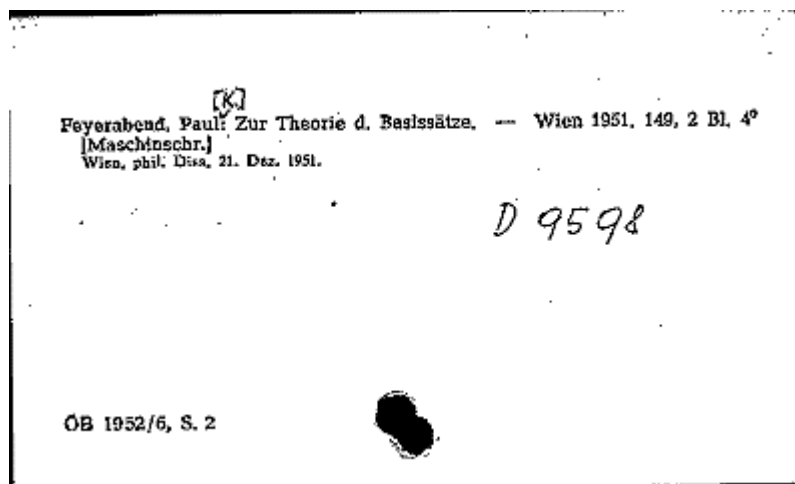 [K.]
Feyerabend, Paul: Zur Theorie d. Basissätze. — Wien 1951. 149, 2 Bl. 4°
[Maschinschr.]
Wien, phil. Diss. 21. Dez. 1951.
D 9598
ÖB 1952/6, S. 2